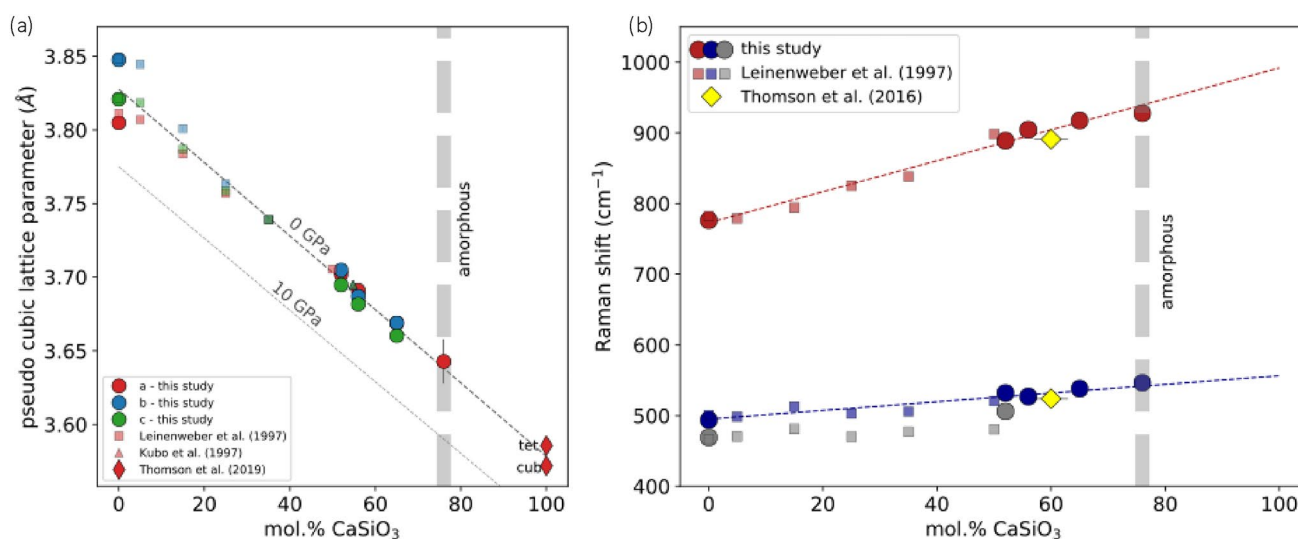 (a)
pseudo cubic lattice parameter (Å)
3.85
3.80
3.75
3.70
3.65
3.60
0 GPa
10 GPa
amorphous
a - this study
b - this study
c - this study
Leinenweber et al. (1997)
Kubo et al. (1997)
Thomson et al. (2019)
tet
cub
0 20 40 60 80 100
mol.% CaSiO₃
(b)
Raman shift (cm⁻¹)
1000
900
800
700
600
500
400
this study
Leinenweber et al. (1997)
Thomson et al. (2016)
amorphous
0 20 40 60 80 100
mol.% CaSiO₃